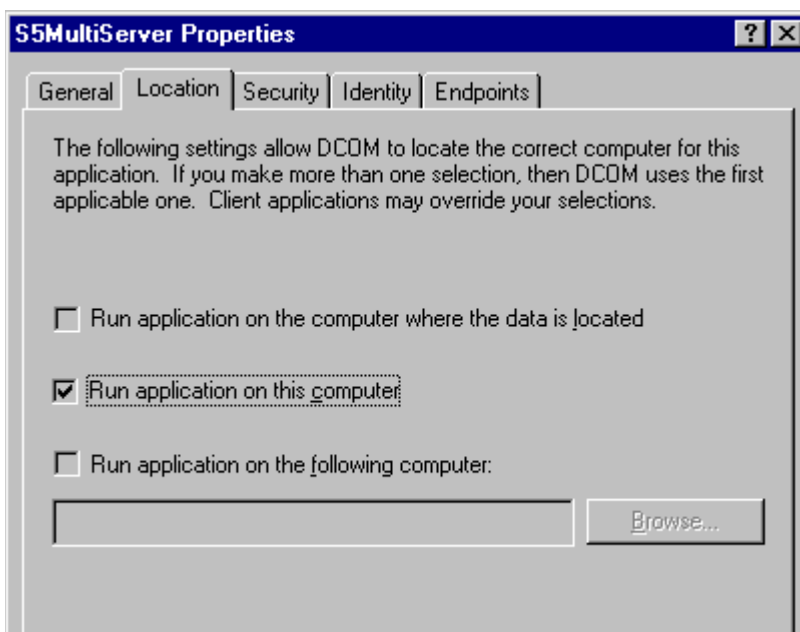 S5MultiServer Properties
General Location Security Identity Endpoints
The following settings allow DCOM to locate the correct computer for this
application. If you make more than one selection, then DCOM uses the first
applicable one. Client applications may override your selections.
Run application on the computer where the data is located
Run application on this computer
Run application on the following computer:
Browse...